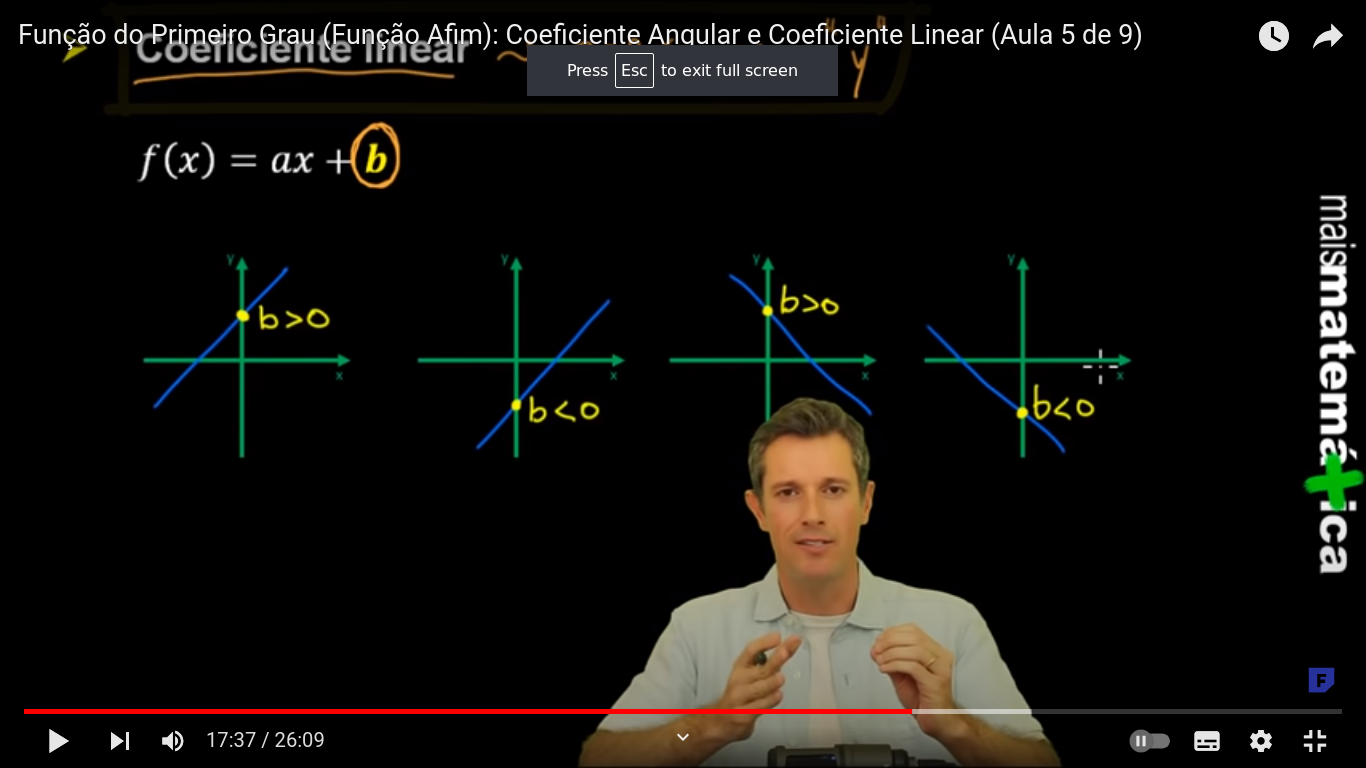 Função do Primeiro Grau (Função Afim): Coeficiente Angular e Coeficiente Linear (Aula 5 de 9)
Coeficiente linear
"y"
Press Esc to exit full screen
f(x) = ax + b
y
y
y
y
b>0
b<0
b>0
b<0
x
x
x
x
maismatemática
F
17:37 / 26:09